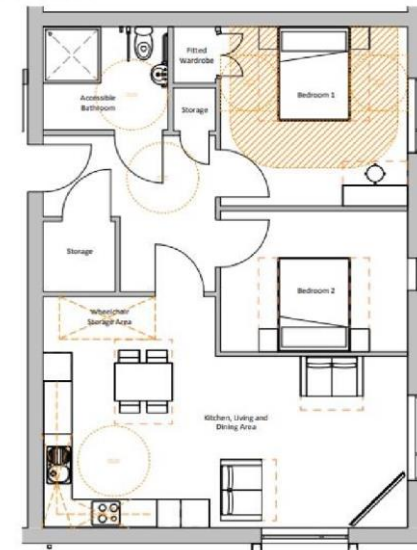 Fitted
Wardrobe
Bedroom 1
Accessible
Bathroom
Storage
Storage
Bedroom 2
Wheelchair
Storage Area
Kitchen, Living and
Dining Area